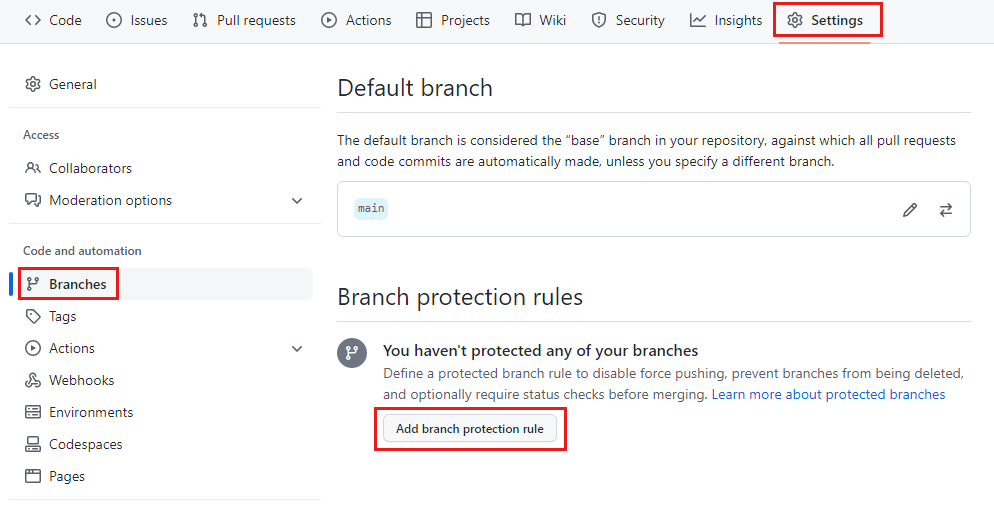 Code Issues Pull requests Actions Projects Wiki Security Insights Settings
General
Access
Collaborators
Moderation options
Code and automation
Branches
Tags
Actions
Webhooks
Environments
Codespaces
Pages
Default branch
The default branch is considered the “base” branch in your repository, against which all pull requests
and code commits are automatically made, unless you specify a different branch.
main
Branch protection rules
You haven't protected any of your branches
Define a protected branch rule to disable force pushing, prevent branches from being deleted,
and optionally require status checks before merging. Learn more about protected branches
Add branch protection rule